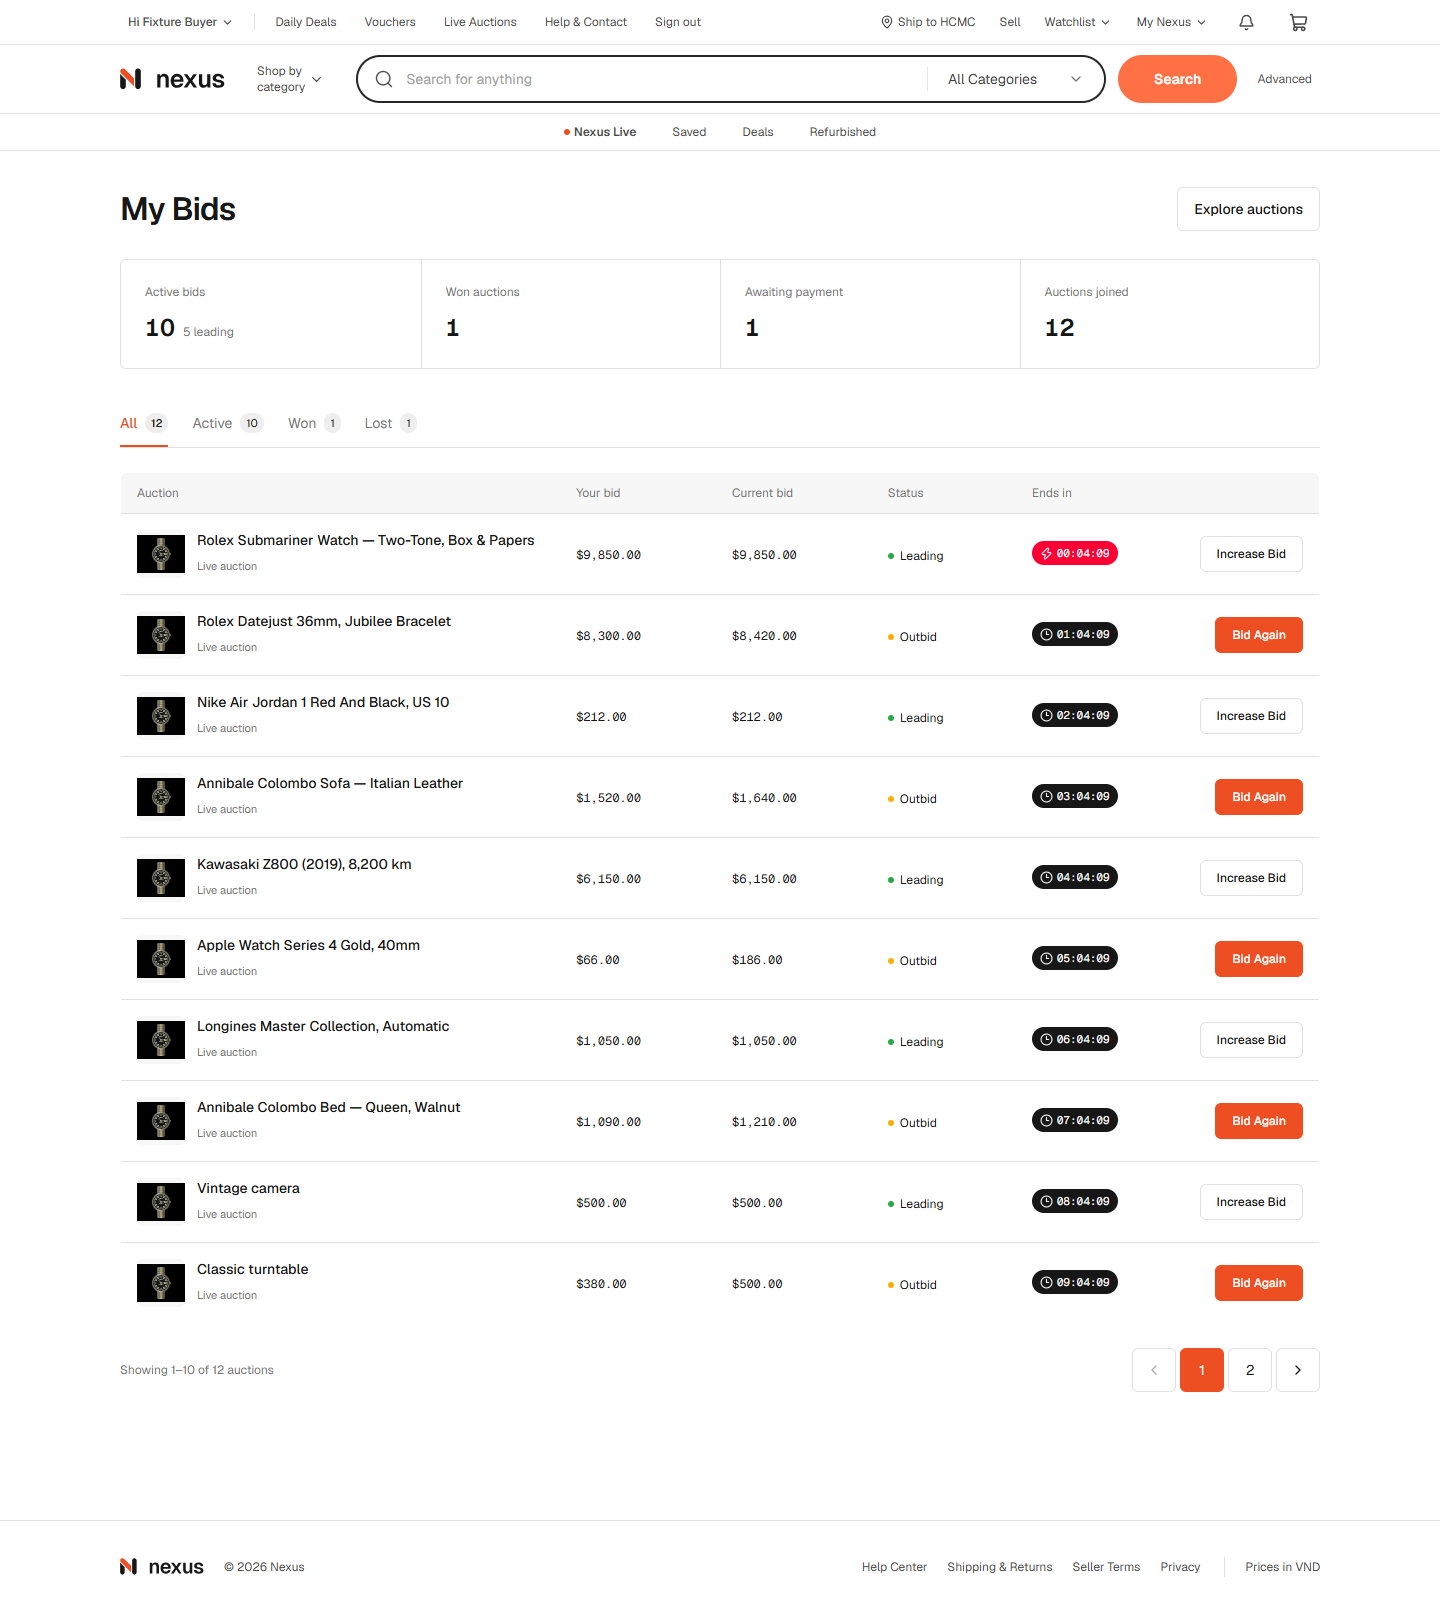 Hi Fixture Buyer
Daily Deals
Vouchers
Live Auctions
Help & Contact
Sign out
Ship to HCMC
Sell
Watchlist
My Nexus
nexus
Shop by
category
Search for anything
All Categories
Search
Advanced
Nexus Live
Saved
Deals
Refurbished
My Bids
Explore auctions
Active bids
10 5 leading
Won auctions
1
Awaiting payment
1
Auctions joined
12
All 12
Active 10
Won 1
Lost 1
Auction Your bid Current bid Status Ends in
Rolex Submariner Watch — Two-Tone, Box & Papers
Live auction
$9,850.00 $9,850.00 Leading 00:04:09 Increase Bid
Rolex Datejust 36mm, Jubilee Bracelet
Live auction
$8,300.00 $8,420.00 Outbid 01:04:09 Bid Again
Nike Air Jordan 1 Red And Black, US 10
Live auction
$212.00 $212.00 Leading 02:04:09 Increase Bid
Annibale Colombo Sofa — Italian Leather
Live auction
$1,520.00 $1,640.00 Outbid 03:04:09 Bid Again
Kawasaki Z800 (2019), 8,200 km
Live auction
$6,150.00 $6,150.00 Leading 04:04:09 Increase Bid
Apple Watch Series 4 Gold, 40mm
Live auction
$66.00 $186.00 Outbid 05:04:09 Bid Again
Longines Master Collection, Automatic
Live auction
$1,050.00 $1,050.00 Leading 06:04:09 Increase Bid
Annibale Colombo Bed — Queen, Walnut
Live auction
$1,090.00 $1,210.00 Outbid 07:04:09 Bid Again
Vintage camera
Live auction
$500.00 $500.00 Leading 08:04:09 Increase Bid
Classic turntable
Live auction
$380.00 $500.00 Outbid 09:04:09 Bid Again
Showing 1–10 of 12 auctions
1 2
nexus
© 2026 Nexus
Help Center
Shipping & Returns
Seller Terms
Privacy
Prices in VND